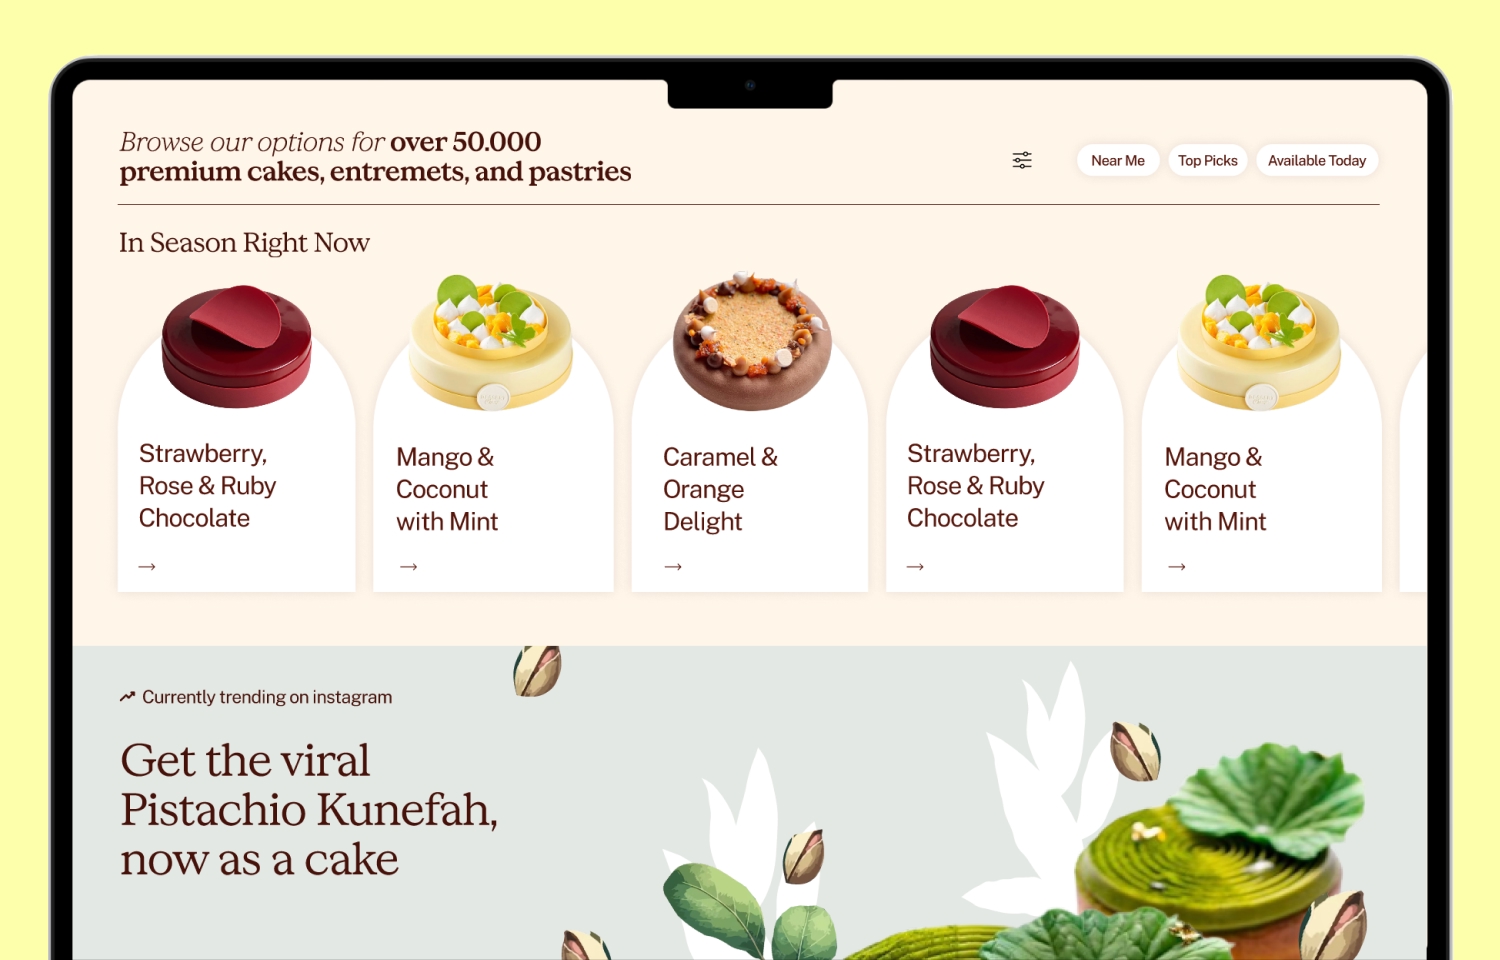 Browse our options for over 50.000
premium cakes, entremets, and pastries
Near Me
Top Picks
Available Today
In Season Right Now
Strawberry,
Rose & Ruby
Chocolate
Mango &
Coconut
with Mint
Caramel &
Orange
Delight
Strawberry,
Rose & Ruby
Chocolate
Mango &
Coconut
with Mint
Currently trending on instagram
Get the viral
Pistachio Kunefah,
now as a cake